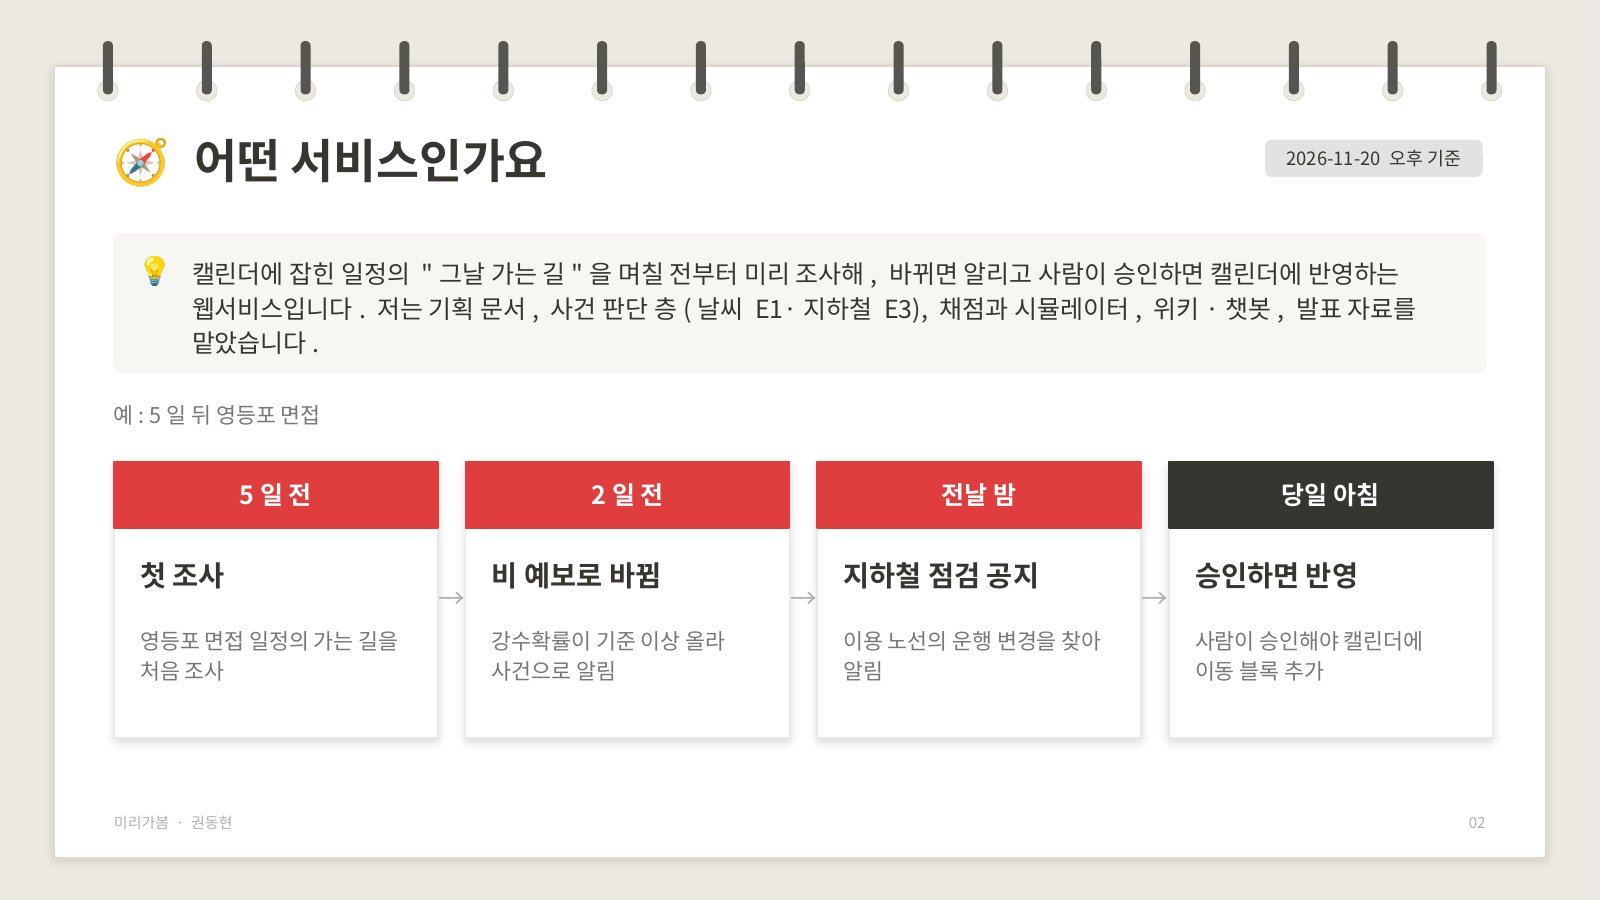 어떤 서비스인가요
2026-11-20 오후 기준
캘린더에 잡힌 일정의 "그날 가는 길"을 며칠 전부터 미리 조사해, 바뀌면 알리고 사람이 승인하면 캘린더에 반영하는
웹서비스입니다. 저는 기획 문서, 사건 판단 층(날씨 E1·지하철 E3), 채점과 시뮬레이터, 위키·챗봇, 발표 자료를
맡았습니다.
예: 5일 뒤 영등포 면접
5일 전
첫 조사
영등포 면접 일정의 가는 길을
처음 조사
→
2일 전
비 예보로 바뀜
강수확률이 기준 이상 올라
사건으로 알림
→
전날 밤
지하철 점검 공지
이용 노선의 운행 변경을 찾아
알림
→
당일 아침
승인하면 반영
사람이 승인해야 캘린더에
이동 블록 추가
미리가봄 · 권동현
02